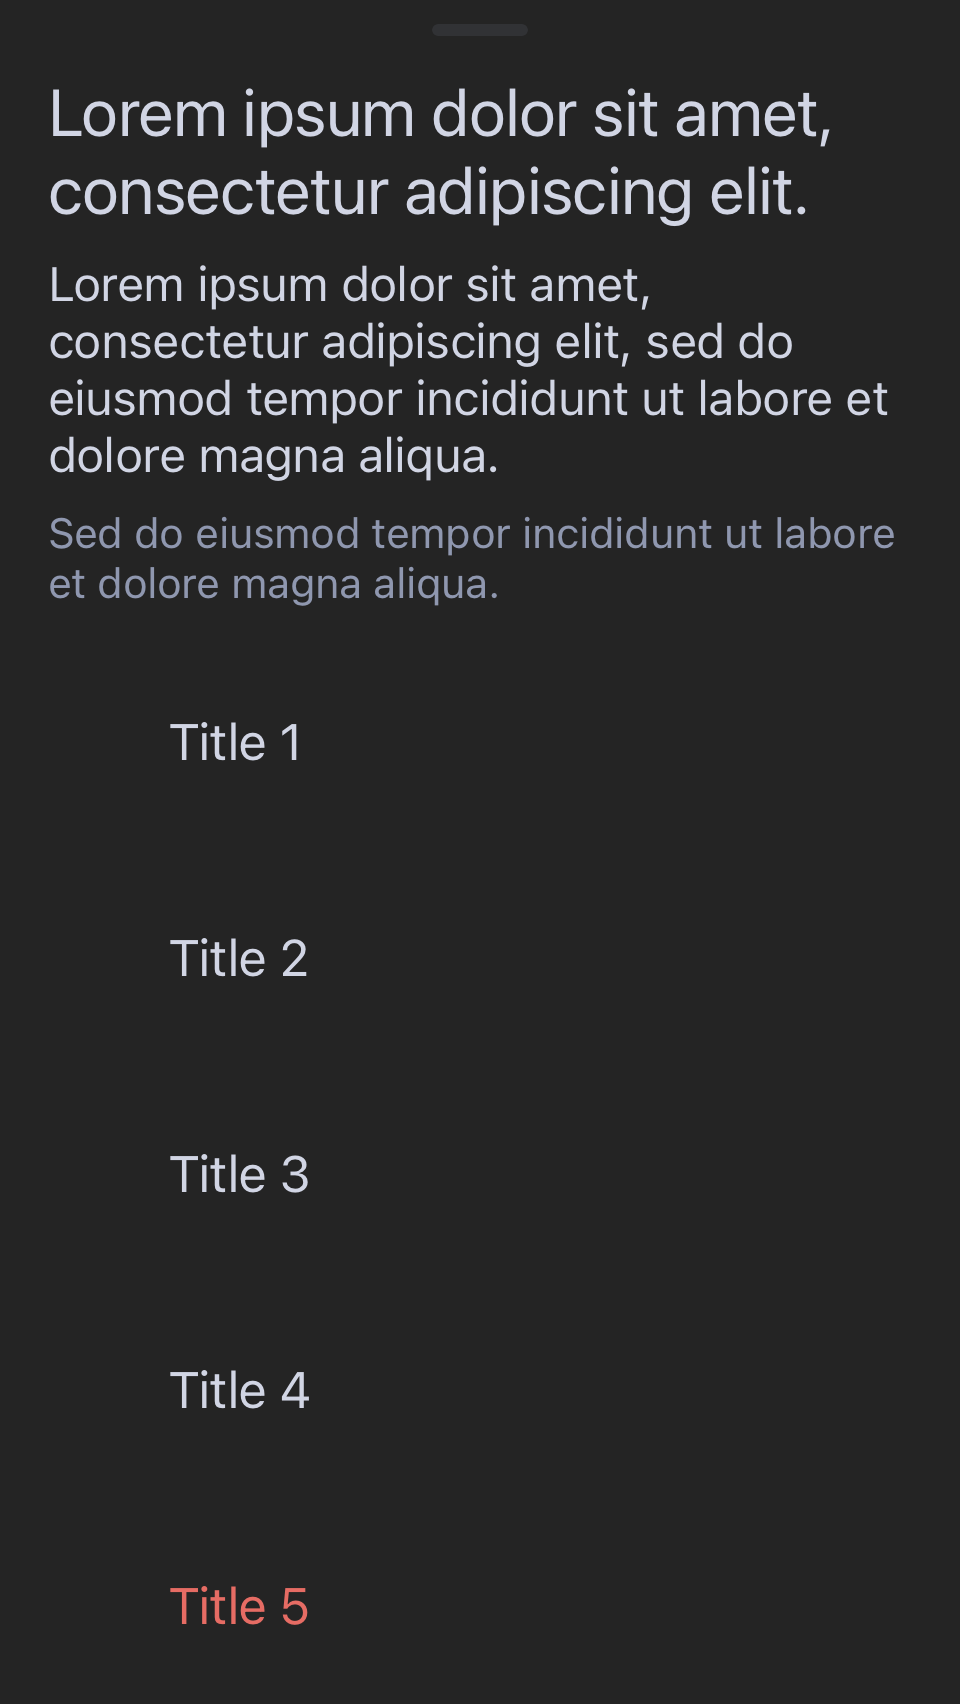 Lorem ipsum dolor sit amet,
consectetur adipiscing elit.
Lorem ipsum dolor sit amet,
consectetur adipiscing elit, sed do
eiusmod tempor incididunt ut labore et
dolore magna aliqua.
Sed do eiusmod tempor incididunt ut labore
et dolore magna aliqua.
Title 1
Title 2
Title 3
Title 4
Title 5